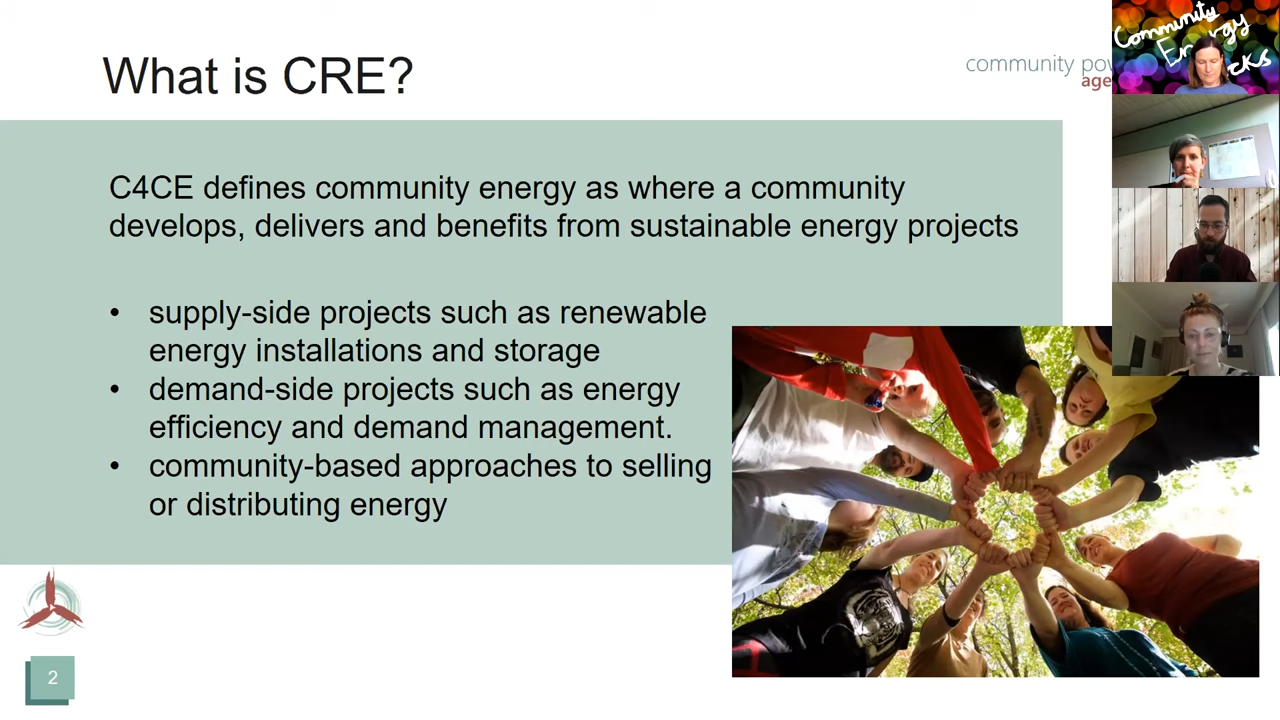 What is CRE?
community
age
C4CE defines community energy as where a community
develops, delivers and benefits from sustainable energy projects
• supply-side projects such as renewable
energy installations and storage
• demand-side projects such as energy
efficiency and demand management.
• community-based approaches to selling
or distributing energy
2
Community
Energy